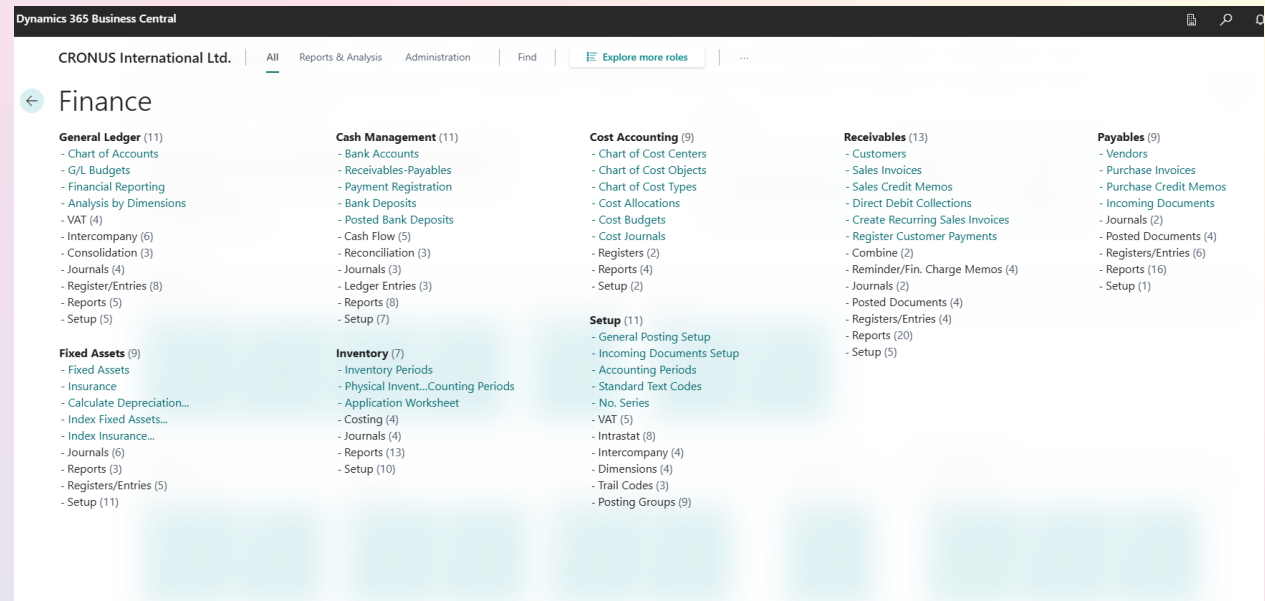 Dynamics 365 Business Central
CRONUS International Ltd. All Reports & Analysis Administration Find Explore more roles ...
Finance
General Ledger (11)
- Chart of Accounts
- G/L Budgets
- Financial Reporting
- Analysis by Dimensions
- VAT (4)
- Intercompany (6)
- Consolidation (3)
- Journals (4)
- Register/Entries (8)
- Reports (5)
- Setup (5)
Fixed Assets (9)
- Fixed Assets
- Insurance
- Calculate Depreciation...
- Index Fixed Assets...
- Index Insurance...
- Journals (6)
- Reports (3)
- Registers/Entries (5)
- Setup (11)
Cash Management (11)
- Bank Accounts
- Receivables-Payables
- Payment Registration
- Bank Deposits
- Posted Bank Deposits
- Cash Flow (5)
- Reconciliation (3)
- Journals (3)
- Ledger Entries (3)
- Reports (8)
- Setup (7)
Inventory (7)
- Inventory Periods
- Physical Invent...Counting Periods
- Application Worksheet
- Costing (4)
- Journals (4)
- Reports (13)
- Setup (10)
Cost Accounting (9)
- Chart of Cost Centers
- Chart of Cost Objects
- Chart of Cost Types
- Cost Allocations
- Cost Budgets
- Cost Journals
- Registers (2)
- Reports (4)
- Setup (2)
Setup (11)
- General Posting Setup
- Incoming Documents Setup
- Accounting Periods
- Standard Text Codes
- No. Series
- VAT (5)
- Intrastat (8)
- Intercompany (4)
- Dimensions (4)
- Trail Codes (3)
- Posting Groups (9)
Receivables (13)
- Customers
- Sales Invoices
- Sales Credit Memos
- Direct Debit Collections
- Create Recurring Sales Invoices
- Register Customer Payments
- Combine (2)
- Reminder/Fin. Charge Memos (4)
- Journals (2)
- Posted Documents (4)
- Registers/Entries (4)
- Reports (20)
- Setup (5)
Payables (9)
- Vendors
- Purchase Invoices
- Purchase Credit Memos
- Incoming Documents
- Journals (2)
- Posted Documents (4)
- Registers/Entries (6)
- Reports (16)
- Setup (1)